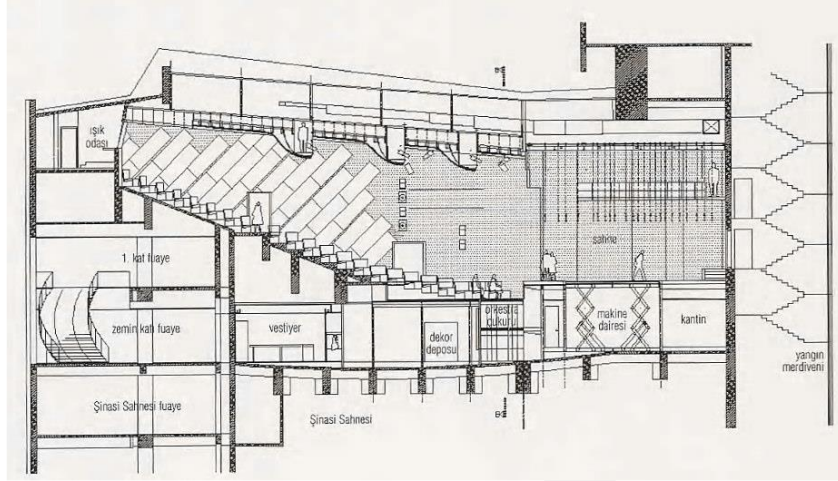 ışık
odası
sahne
1. kat fuaye
orkestra
çukuru
zemin katı fuaye
vestiyer
dekor
deposu
makine
dairesi
kantin
yangın
merdiveni
Şinasi Sahnesi fuaye
Şinasi Sahnesi